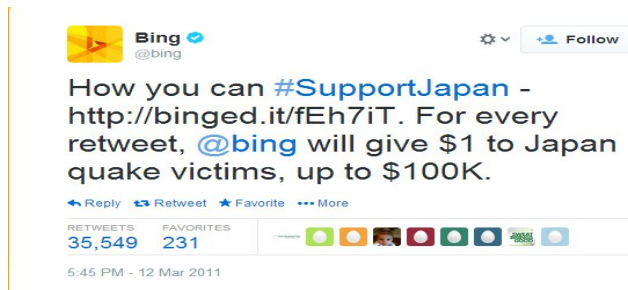 Bing
@bing
Follow
How you can #SupportJapan -
http://binged.it/fEh7iT. For every
retweet, @bing will give $1 to Japan
quake victims, up to $100K.
Reply Retweet Favorite More
RETWEETS FAVORITES
35,549 231
5:45 PM - 12 Mar 2011